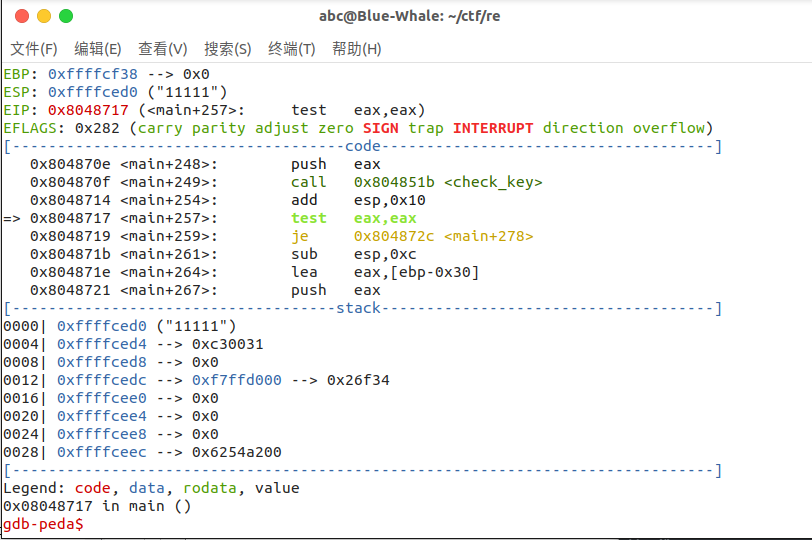 abc@Blue-Whale: ~/ctf/re
文件(F) 编辑(E) 查看(V) 搜索(S) 终端(T) 帮助(H)
EBP: 0xffffcf38 --> 0x0
ESP: 0xffffced0 ("11111")
EIP: 0x8048717 (<main+257>: test eax,eax)
EFLAGS: 0x282 (carry parity adjust zero SIGN trap INTERRUPT direction overflow)
[-------------------------------------code-------------------------------------]
0x804870e <main+248>: push eax
0x804870f <main+249>: call 0x804851b <check_key>
0x8048714 <main+254>: add esp,0x10
=> 0x8048717 <main+257>: test eax,eax
0x8048719 <main+259>: je 0x804872c <main+278>
0x804871b <main+261>: sub esp,0xc
0x804871e <main+264>: lea eax,[ebp-0x30]
0x8048721 <main+267>: push eax
[------------------------------------stack-------------------------------------]
0000| 0xffffced0 ("11111")
0004| 0xffffced4 --> 0xc30031
0008| 0xffffced8 --> 0x0
0012| 0xffffcedc --> 0xf7ffd000 --> 0x26f34
0016| 0xffffcee0 --> 0x0
0020| 0xffffcee4 --> 0x0
0024| 0xffffcee8 --> 0x0
0028| 0xffffceec --> 0x6254a200
[------------------------------------------------------------------------------]
Legend: code, data, rodata, value
0x08048717 in main ()
gdb-peda$